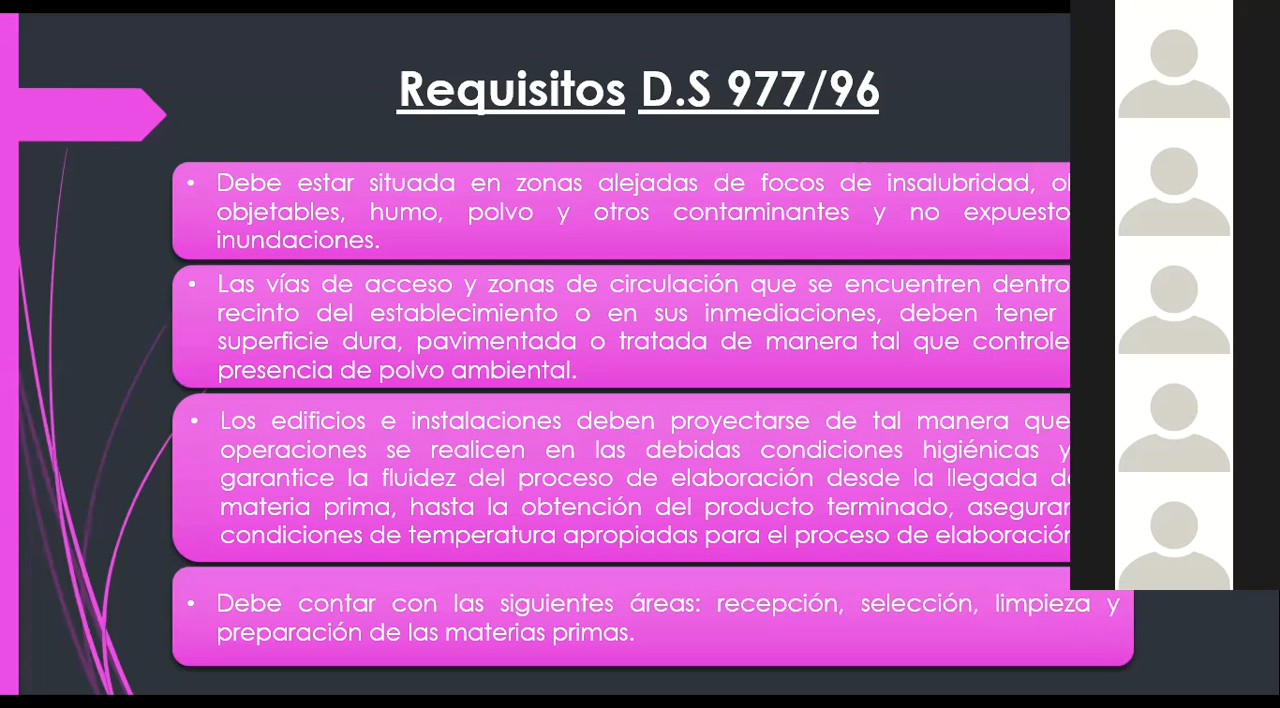 Requisitos D.S 977/96
• Debe estar situada en zonas alejadas de focos de insalubridad,
objetables, humo, polvo y otros contaminantes y no expuesto
inundaciones.
• Las vías de acceso y zonas de circulación que se encuentren dentro
recinto del establecimiento o en sus inmediaciones, deben tener
superficie dura, pavimentada o tratada de manera tal que controle
presencia de polvo ambiental.
• Los edificios e instalaciones deben proyectarse de tal manera que
operaciones se realicen en las debidas condiciones higiénicas y
garantice la fluidez del proceso de elaboración desde la llegada
materia prima, hasta la obtención del producto terminado, asegurar
condiciones de temperatura apropiadas para el proceso de elaboración
• Debe contar con las siguientes áreas: recepción, selección, limpieza y
preparación de las materias primas.